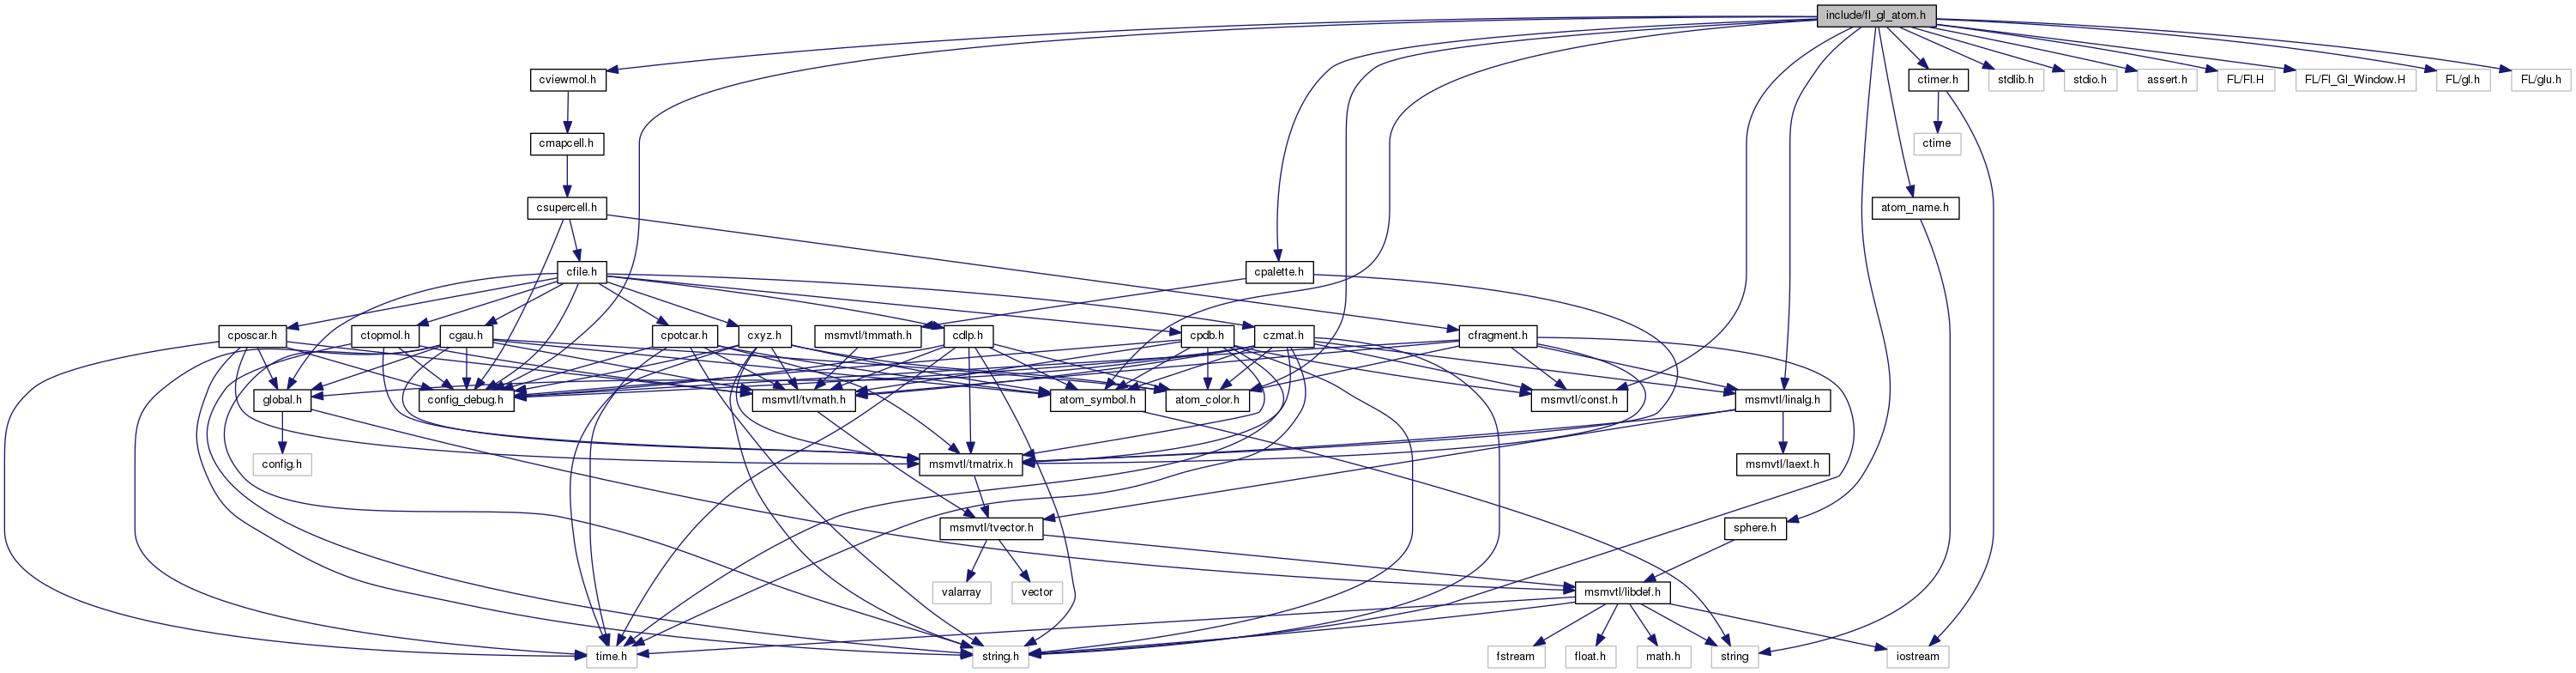 include/fl_gl_atom.h
cviewmol.h
ctimer.h
stdlib.h
stdio.h
assert.h
FL/Fl.H
FL/Fl_Gl_Window.H
FL/gl.h
FL/glu.h
cmapcell.h
ctime
csupercell.h
atom_name.h
cfile.h
cpalette.h
cposcar.h
ctopmol.h
cgau.h
cpotcar.h
cxyz.h
msmvtl/tmmath.h
cdlp.h
cpdb.h
czmat.h
cfragment.h
global.h
config_debug.h
msmvtl/tvmath.h
atom_symbol.h
atom_color.h
msmvtl/const.h
msmvtl/linalg.h
config.h
msmvtl/tmatrix.h
msmvtl/laext.h
msmvtl/tvector.h
sphere.h
valarray
vector
msmvtl/libdef.h
time.h
string.h
fstream
float.h
math.h
string
iostream